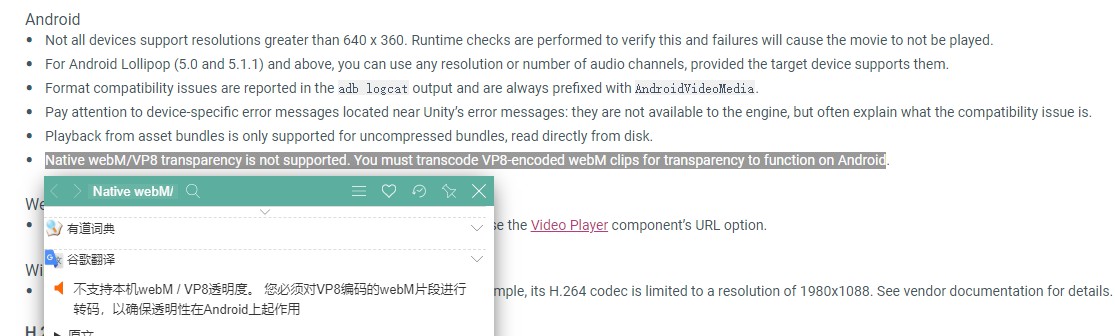 Android
• Not all devices support resolutions greater than 640 x 360. Runtime checks are performed to verify this and failures will cause the movie to not be played.
• For Android Lollipop (5.0 and 5.1.1) and above, you can use any resolution or number of audio channels, provided the target device supports them.
• Format compatibility issues are reported in the adb logcat output and are always prefixed with AndroidVideoMedia.
• Pay attention to device-specific error messages located near Unity’s error messages: they are not available to the engine, but often explain what the compatibility issue is.
• Playback from asset bundles is only supported for uncompressed bundles, read directly from disk.
• Native webM/VP8 transparency is not supported. You must transcode VP8-encoded webM clips for transparency to function on Android.
Native webM/
We
有道词典
se the Video Player component’s URL option.
谷歌翻译
Wi
不支持本机webM / VP8透明度。 您必须对VP8编码的webM片段进行
mple, its H.264 codec is limited to a resolution of 1980x1088. See vendor documentation for details.
转码，以确保透明性在Android上起作用
原文